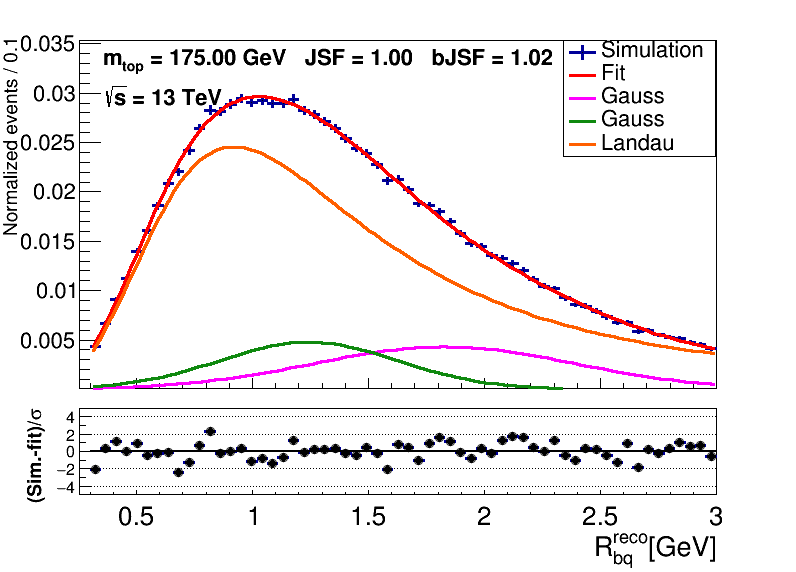 m_top = 175.00 GeV JSF = 1.00 bJSF = 1.02
√s = 13 TeV
Simulation
Fit
Gauss
Gauss
Landau
Normalized events / 0.1
0.035
0.03
0.025
0.02
0.015
0.01
0.005
(Sim.-fit)/σ
4
2
0
−2
−4
0.5 1 1.5 2 2.5 3
R_bq^reco[GeV]